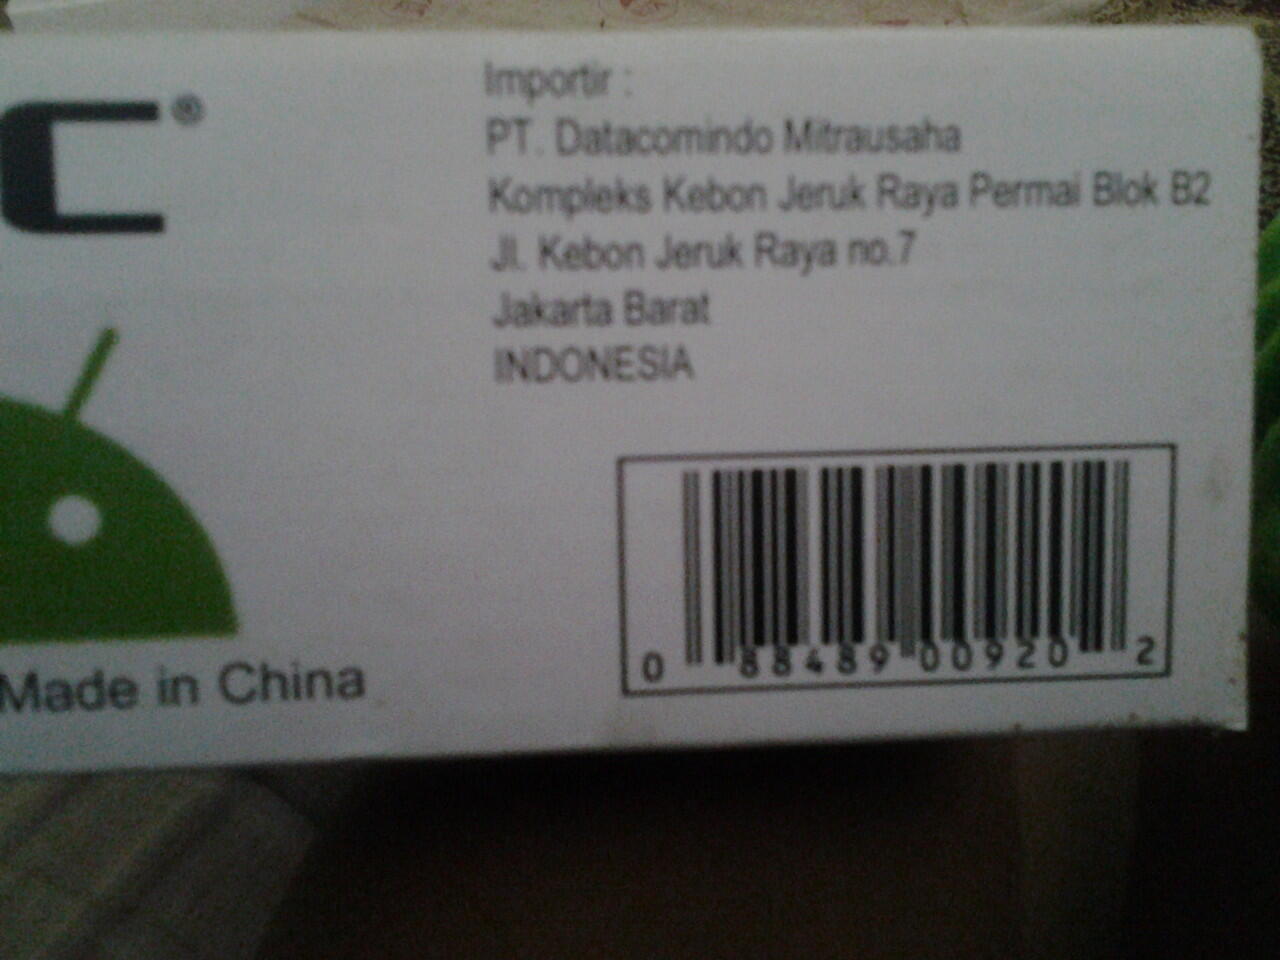 C®
Importir :
PT. Datacomindo Mitrausaha
Kompleks Kebon Jeruk Raya Permai Blok B2
Jl. Kebon Jeruk Raya no.7
Jakarta Barat
INDONESIA
Made in China
0 88489 00920 2